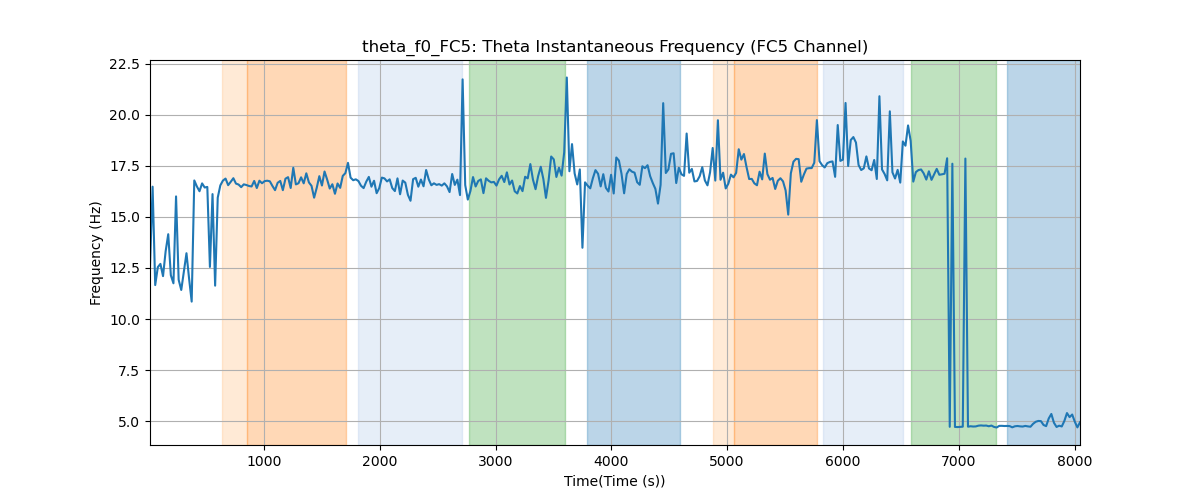 theta_f0_FC5: Theta Instantaneous Frequency (FC5 Channel)
22.5
20.0
17.5
15.0
12.5
10.0
7.5
5.0
Frequency (Hz)
1000 2000 3000 4000 5000 6000 7000 8000
Time(Time (s))